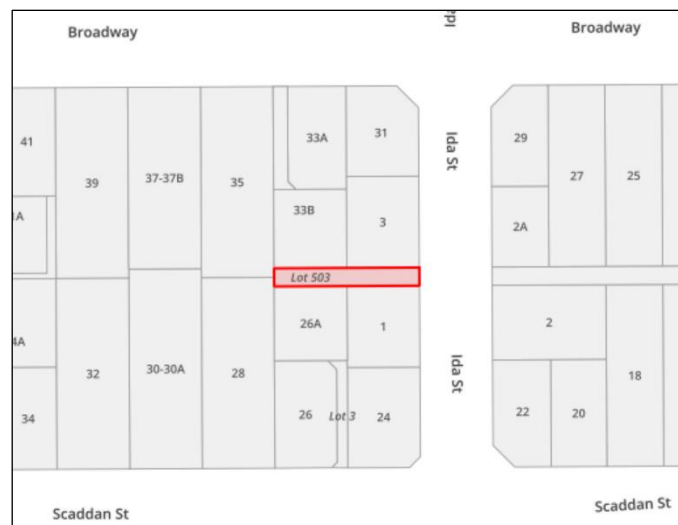 Broadway
Broadway
Ida St
41
39
37-37B
35
33A
31
29
27
25
33B
3
2A
Lot 503
26A
1
2
Ida St
32
30-30A
28
18
34
26
Lot 3
24
22
20
Scaddan St
Scaddan St